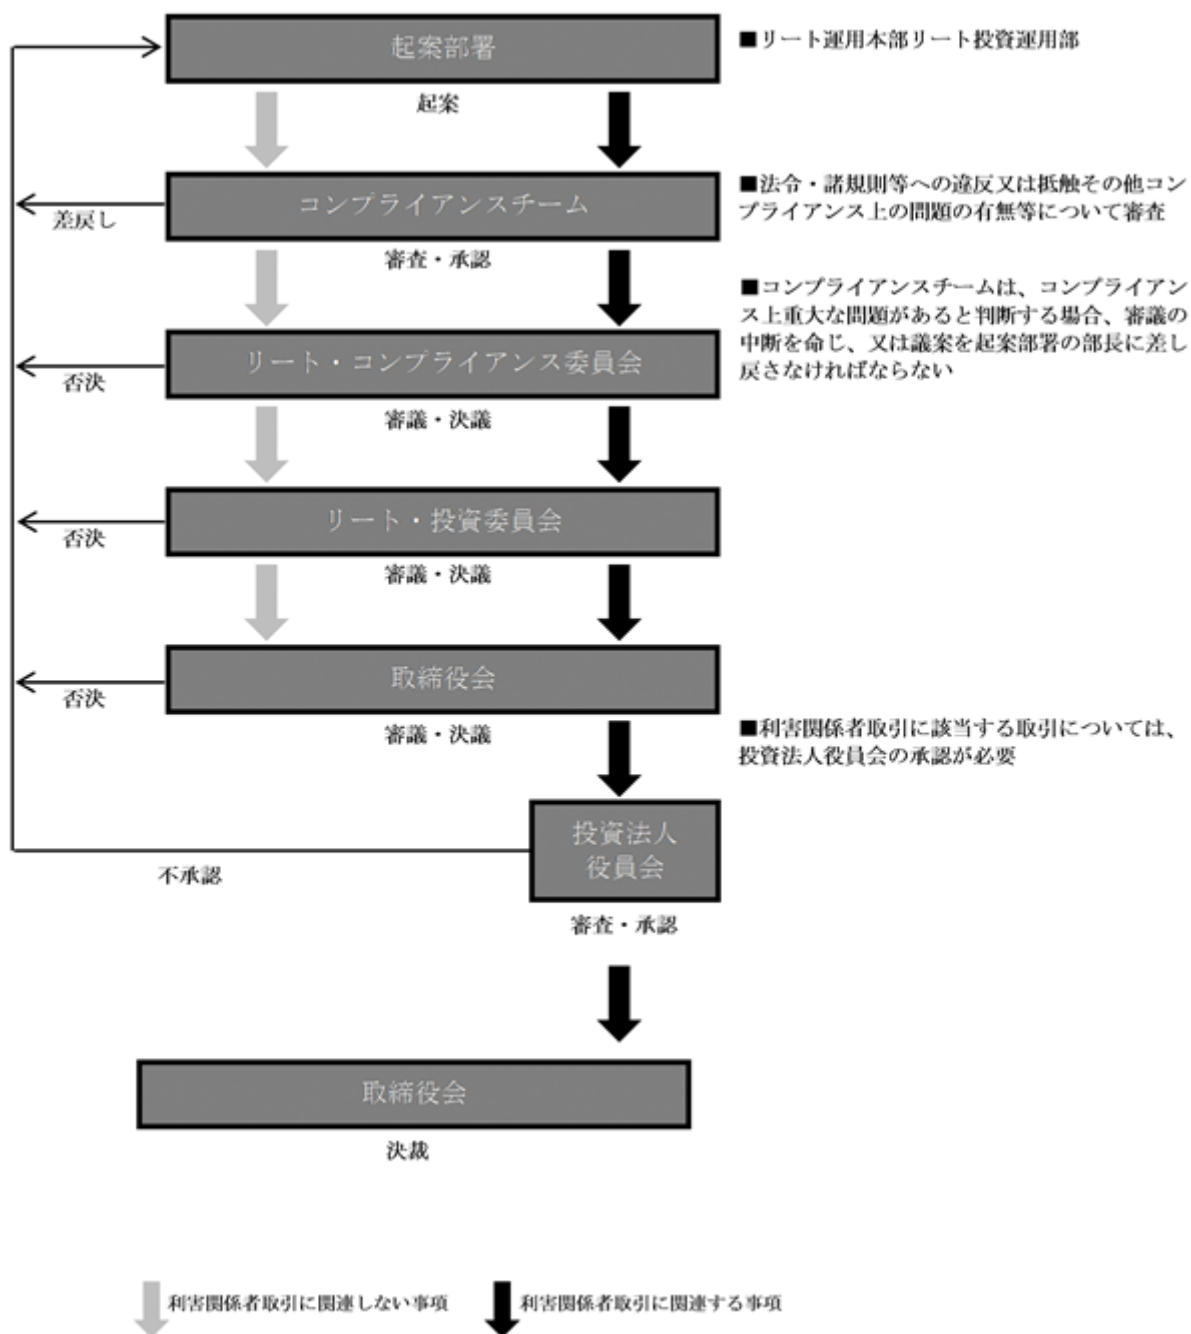 起案部署
■リート運用本部リート投資運用部
起案
コンプライアンスチーム
■法令・諸規則等への違反又は抵触その他コン
プライアンス上の問題の有無等について審査
差戻し
審査・承認
■コンプライアンスチームは、コンプライアン
ス上重大な問題があると判断する場合、審議の
中断を命じ、又は議案を起案部署の部長に差し
戻さなければならない
リート・コンプライアンス委員会
否決
審議・決議
リート・投資委員会
否決
審議・決議
取締役会
否決
審議・決議
■利害関係者取引に該当する取引については、
投資法人役員会の承認が必要
投資法人
役員会
不承認
審査・承認
取締役会
決裁
利害関係者取引に関連しない事項
利害関係者取引に関連する事項